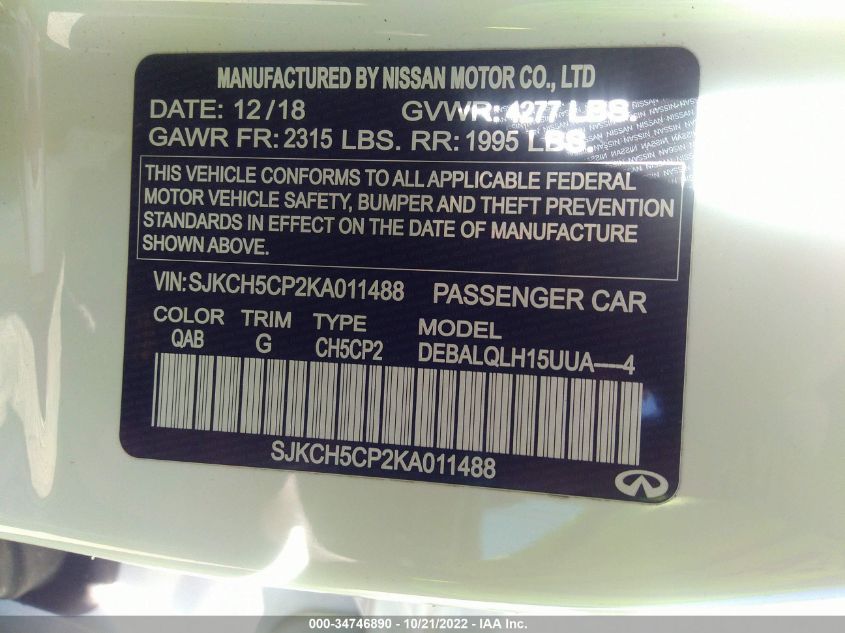 MANUFACTURED BY NISSAN MOTOR CO., LTD
DATE: 12/18 GVWR: 4277 LBS.
GAWR FR: 2315 LBS. RR: 1995 LBS.
THIS VEHICLE CONFORMS TO ALL APPLICABLE FEDERAL
MOTOR VEHICLE SAFETY, BUMPER AND THEFT PREVENTION
STANDARDS IN EFFECT ON THE DATE OF MANUFACTURE
SHOWN ABOVE.
VIN: SJKCH5CP2KA011488 PASSENGER CAR
COLOR TRIM TYPE MODEL
QAB G CH5CP2 DEBALQLH15UUA----4
SJKCH5CP2KA011488
000-34746890 - 10/21/2022 - IAA Inc.